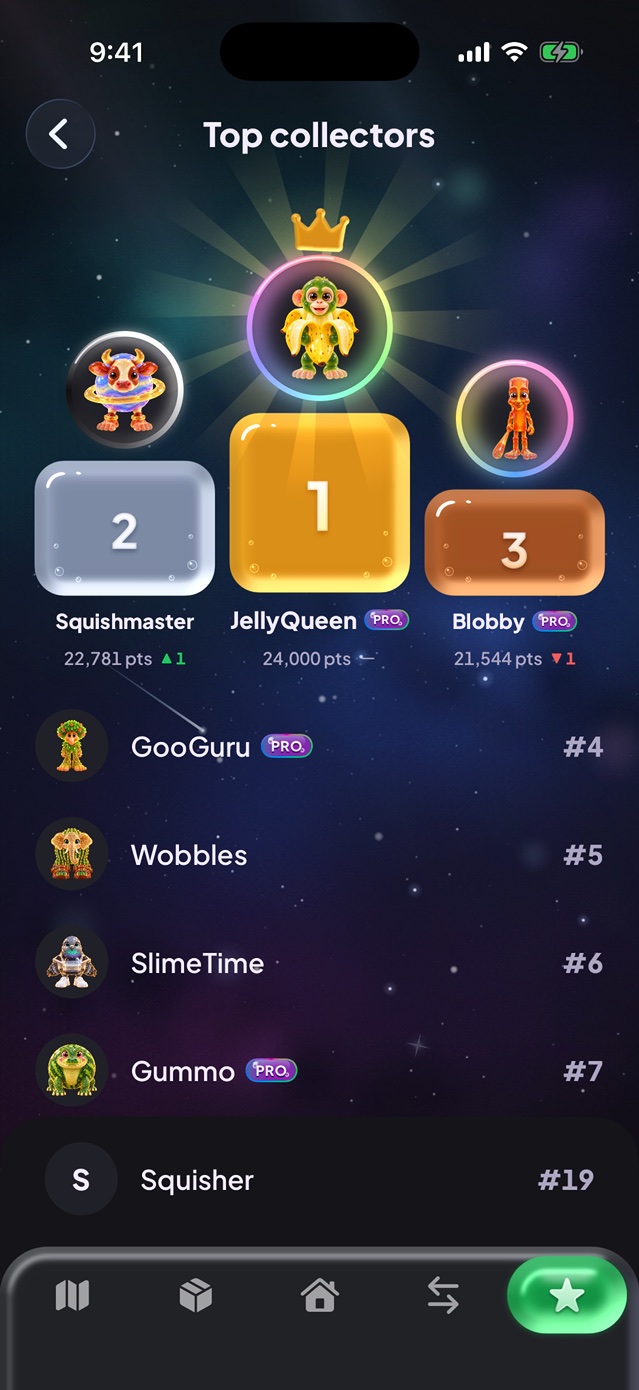 9:41
Top collectors
1
2
3
Squishmaster
22,781 pts ▲1
JellyQueen PRO
24,000 pts –
Blobby PRO
21,544 pts ▼1
GooGuru PRO #4
Wobbles #5
SlimeTime #6
Gummo PRO #7
S Squisher #19